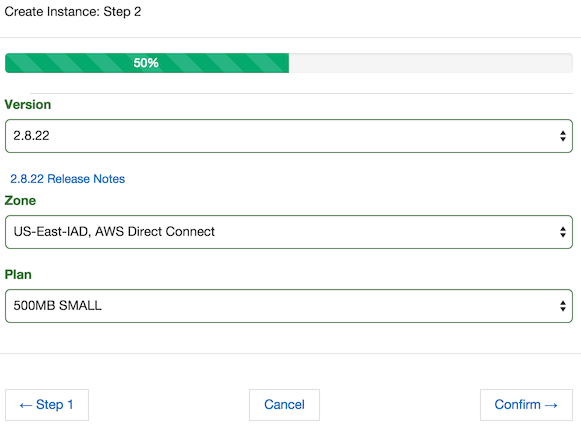 Create Instance: Step 2
50%
Version
2.8.22
2.8.22 Release Notes
Zone
US-East-IAD, AWS Direct Connect
Plan
500MB SMALL
← Step 1
Cancel
Confirm →